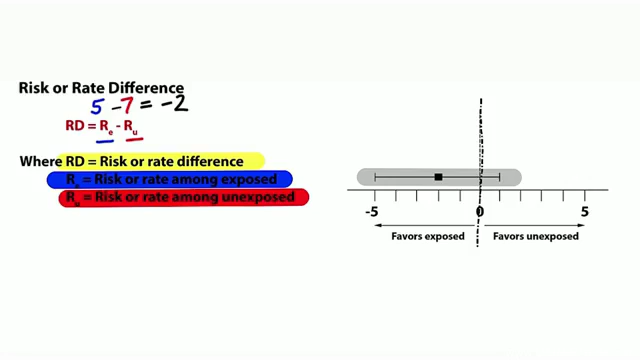 Risk or Rate Difference
5 - 7 = -2
RD = Re - Ru
Where RD = Risk or rate difference
Re = Risk or rate among exposed
Ru = Risk or rate among unexposed
-5 0 5
Favors exposed Favors unexposed